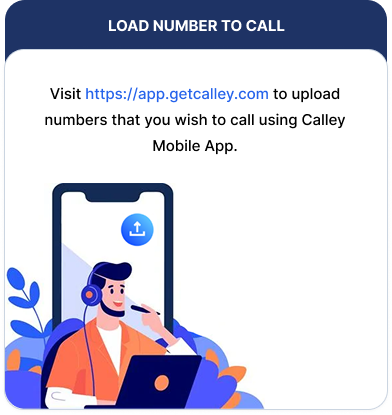 LOAD NUMBER TO CALL
Visit https://app.getcalley.com to upload
numbers that you wish to call using Calley
Mobile App.